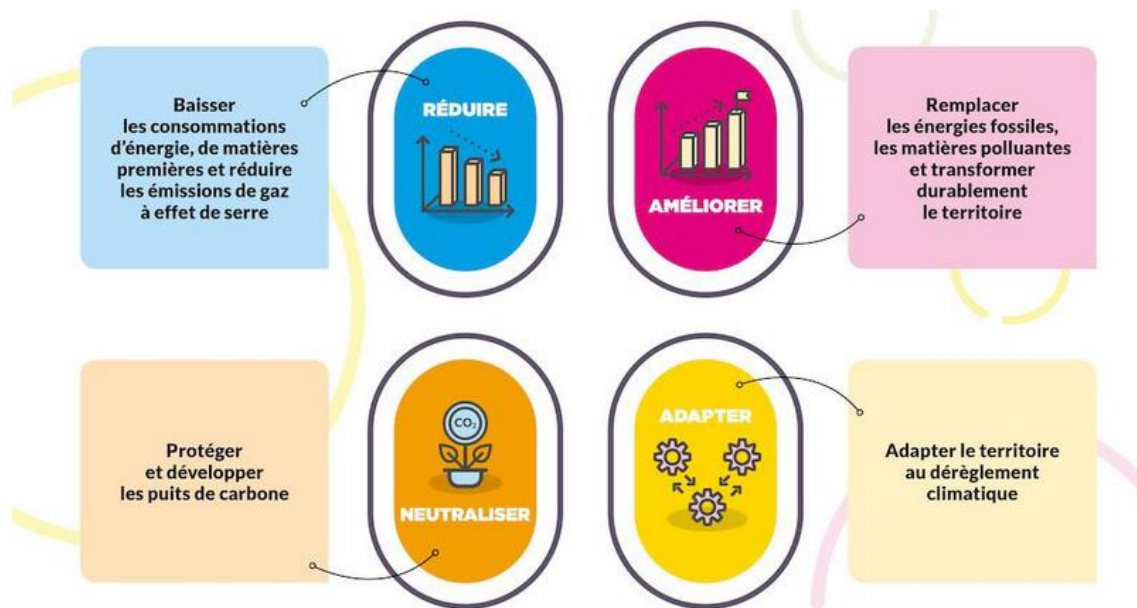 Baisser
les consommations
d'énergie, de matières
premières et réduire
les émissions de gaz
à effet de serre
RÉDUIRE
AMÉLIORER
Remplacer
les énergies fossiles,
les matières polluantes
et transformer
durablement
le territoire
Protéger
et développer
les puits de carbone
CO₂
NEUTRALISER
ADAPTER
Adapter le territoire
au dérèglement
climatique